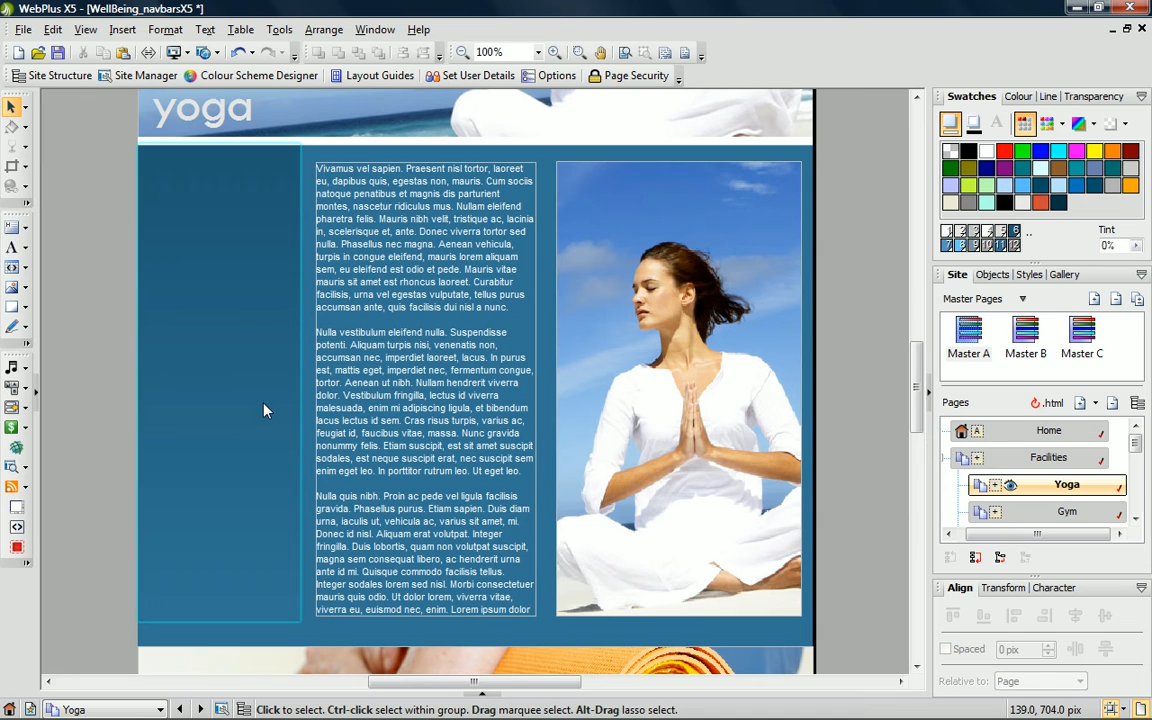 WebPlus X5 - [WellBeing_navbarsX5 *]
File Edit View Insert Format Text Table Tools Arrange Window Help
100%
Site Structure Site Manager Colour Scheme Designer Layout Guides Set User Details Options Page Security
yoga
Vivamus vel sapien. Praesent nisl tortor, laoreet
eu, dapibus quis, egestas non, mauris. Cum sociis
natoque penatibus et magnis dis parturient
montes, nascetur ridiculus mus. Nullam eleifend
pharetra felis. Mauris nibh velit, tristique ac, lacinia
in, scelerisque et, ante. Donec viverra tortor sed
nulla. Phasellus nec magna. Aenean vehicula,
turpis in congue eleifend, mauris lorem aliquam
sem, eu eleifend est odio et pede. Mauris vitae
mauris sit amet est rhoncus laoreet. Curabitur
facilisis, urna vel egestas vulputate, tellus purus
accumsan ante, quis facilisis dui nisl a nunc.
Nulla vestibulum eleifend nulla. Suspendisse
potenti. Aliquam turpis nisi, venenatis non,
accumsan nec, imperdiet laoreet, lacus. In purus
est, mattis eget, imperdiet nec, fermentum congue,
tortor. Aenean ut nibh. Nullam hendrerit viverra
dolor. Vestibulum fringilla, lectus id viverra
malesuada, enim mi adipiscing ligula, et bibendum
lacus lectus id sem. Cras risus turpis, varius ac,
feugiat id, faucibus vitae, massa. Nunc gravida
nonummy felis. Etiam suscipit, est sit amet suscipit
sodales, est neque suscipit erat, nec suscipit sem
enim eget leo. In porttitor rutrum leo. Ut eget leo.
Nulla quis nibh. Proin ac pede vel ligula facilisis
gravida. Phasellus purus. Etiam sapien. Duis diam
urna, iaculis ut, vehicula ac, varius sit amet, mi.
Donec id nisl. Aliquam erat volutpat. Integer
fringilla. Duis lobortis, quam non volutpat suscipit,
magna sem consequat libero, ac hendrerit urna
ante id mi. Quisque commodo facilisis tellus.
Integer sodales lorem sed nisl. Morbi consectetuer
mauris quis odio. Ut dolor lorem, viverra vitae,
viverra eu, euismod nec, enim. Lorem ipsum dolor
Swatches Colour Line Transparency
1 2 3 4 5 6 ..
7 8 9 10 11 12
Tint
0%
Site Objects Styles Gallery
Master Pages
Master A Master B Master C
Pages .html
A Home
Facilities
Yoga
Gym
Align Transform Character
Spaced 0 pix
Relative to: Page
Yoga
Click to select. Ctrl-click select within group. Drag marquee select. Alt-Drag lasso select.
139.0, 704.0 pix